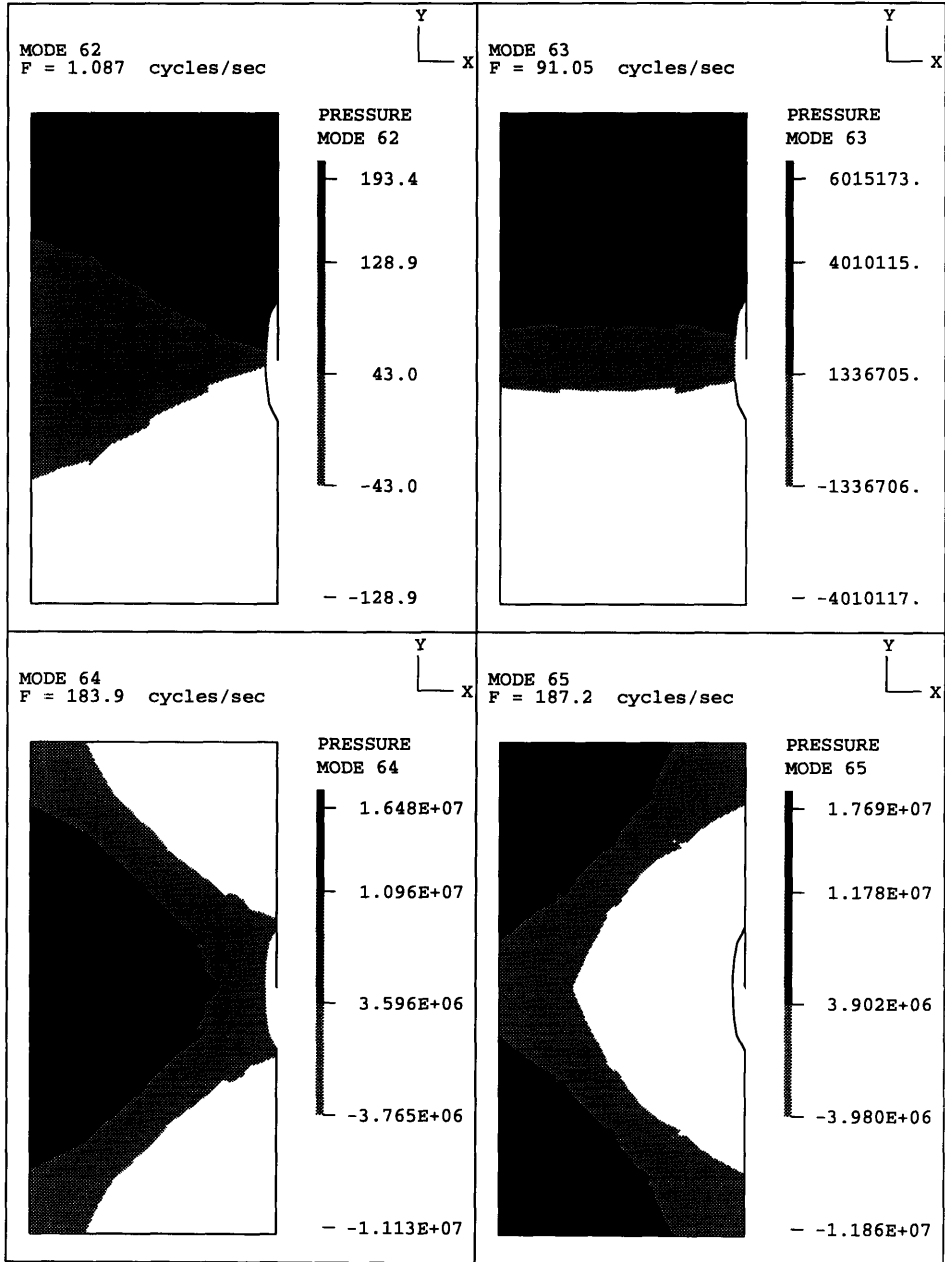 Y
X
MODE 62
F = 1.087 cycles/sec
PRESSURE
MODE 62
193.4
128.9
43.0
-43.0
-128.9
Y
X
MODE 63
F = 91.05 cycles/sec
PRESSURE
MODE 63
6015173.
4010115.
1336705.
-1336706.
-4010117.
Y
X
MODE 64
F = 183.9 cycles/sec
PRESSURE
MODE 64
1.648E+07
1.096E+07
3.596E+06
-3.765E+06
-1.113E+07
Y
X
MODE 65
F = 187.2 cycles/sec
PRESSURE
MODE 65
1.769E+07
1.178E+07
3.902E+06
-3.980E+06
-1.186E+07